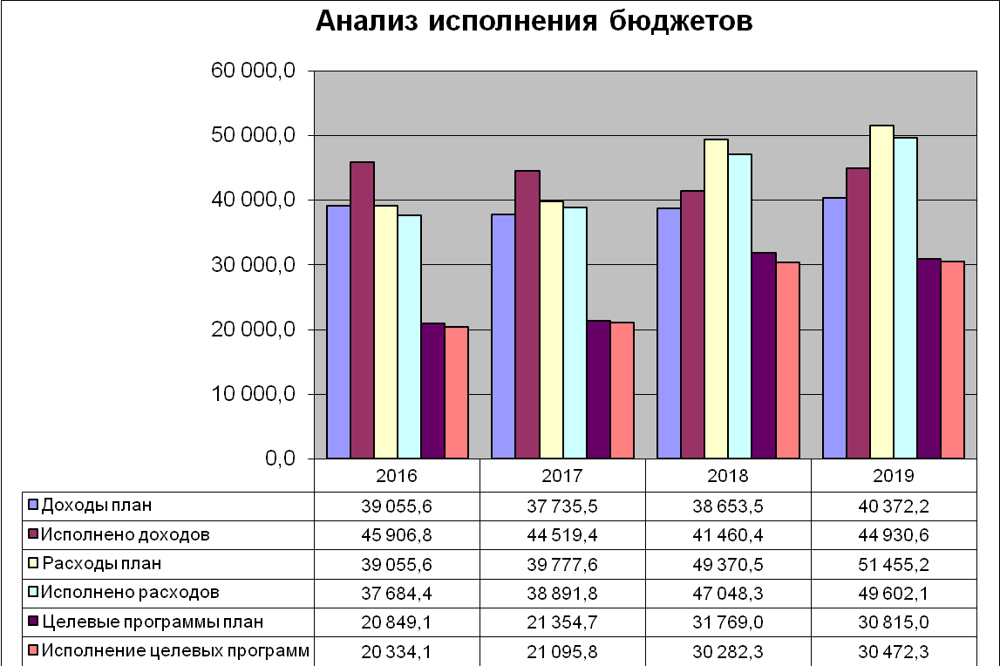 Анализ исполнения бюджетов
60 000,0
50 000,0
40 000,0
30 000,0
20 000,0
10 000,0
0,0
2016 2017 2018 2019
Доходы план 39 055,6 37 735,5 38 653,5 40 372,2
Исполнено доходов 45 906,8 44 519,4 41 460,4 44 930,6
Расходы план 39 055,6 39 777,6 49 370,5 51 455,2
Исполнено расходов 37 684,4 38 891,8 47 048,3 49 602,1
Целевые программы план 20 849,1 21 354,7 31 769,0 30 815,0
Исполнение целевых программ 20 334,1 21 095,8 30 282,3 30 472,3